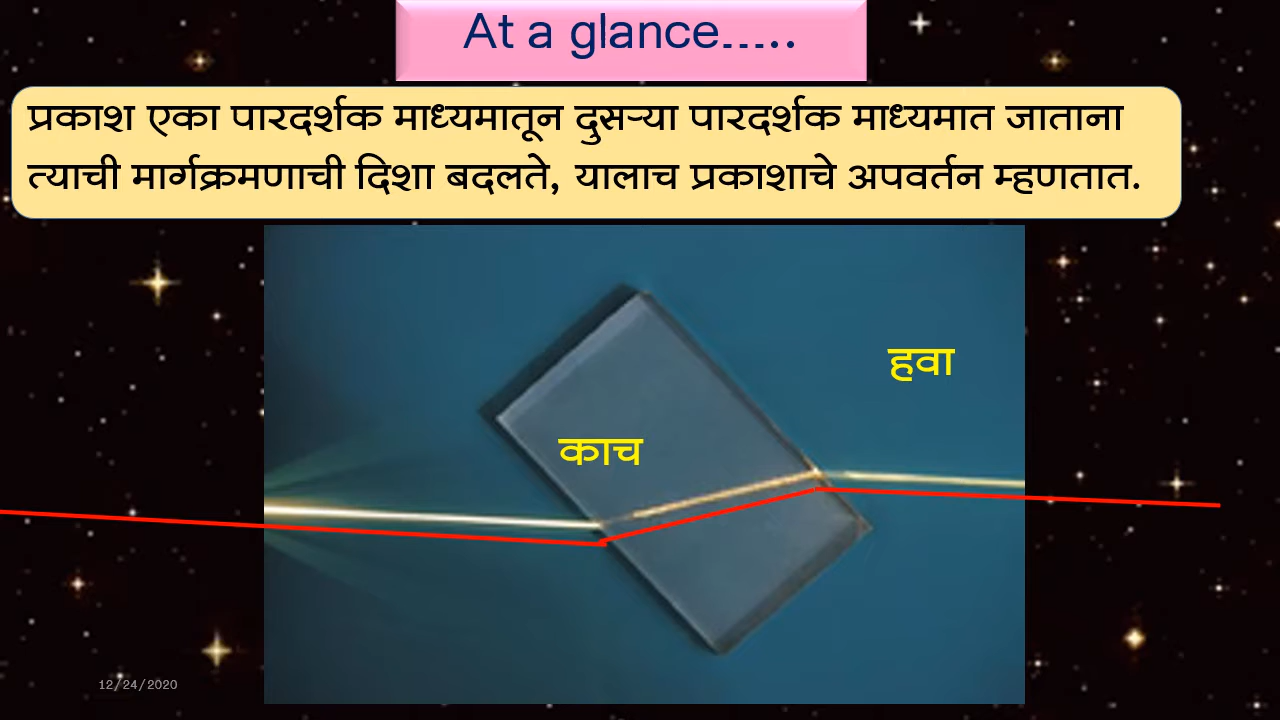 At a glance.....
प्रकाश एका पारदर्शक माध्यमातून दुसऱ्या पारदर्शक माध्यमात जाताना
त्याची मार्गक्रमणाची दिशा बदलते, यालाच प्रकाशाचे अपवर्तन म्हणतात.
हवा
काच
12/24/2020